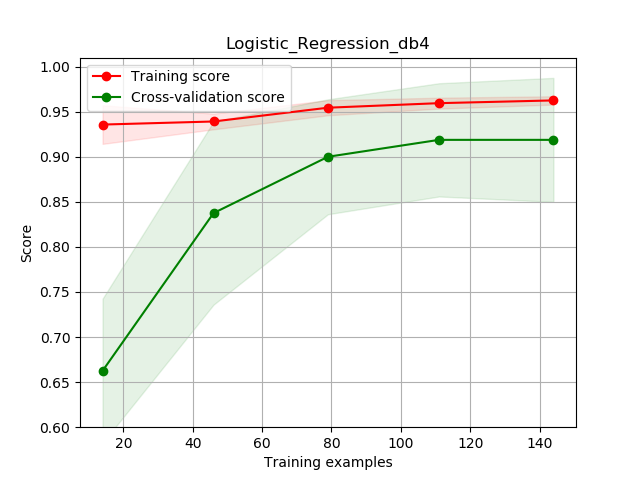 Logistic_Regression_db4
Training score
Cross-validation score
1.00
0.95
0.90
0.85
0.80
0.75
0.70
0.65
0.60
Score
20 40 60 80 100 120 140
Training examples